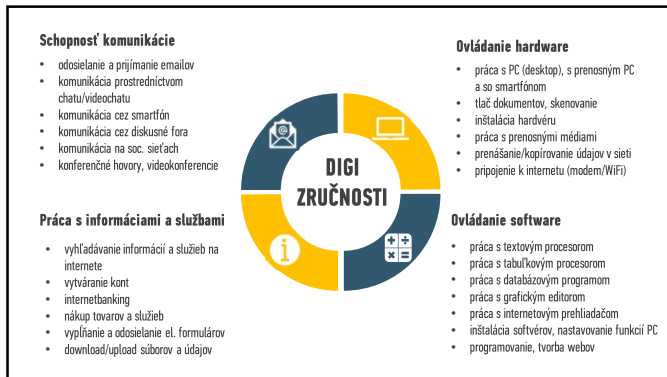 Schopnosť komunikácie
• odosielanie a prijímanie emailov
• komunikácia prostredníctvom
chatu/videochatu
• komunikácia cez smartfón
• komunikácia cez diskusné fora
• komunikácia na soc. sieťach
• konferenčné hovory, videokonferencie
Ovládanie hardware
• práca s PC (desktop), s prenosným PC
a so smartfónom
• tlač dokumentov, skenovanie
• inštalácia hardvéru
• práca s prenosnými médiami
• prenášanie/kopírovanie údajov v sieti
• pripojenie k internetu (modem/WiFi)
DIGI
ZRUČNOSTI
Práca s informáciami a službami
• vyhľadávanie informácií a služieb na
internete
• vytváranie kont
• internetbanking
• nákup tovarov a služieb
• vypĺňanie a odosielanie el. formulárov
• download/upload súborov a údajov
Ovládanie software
• práca s textovým procesorom
• práca s tabuľkovým procesorom
• práca s databázovým programom
• práca s grafickým editorom
• práca s internetovým prehliadačom
• inštalácia softvérov, nastavovanie funkcií PC
• programovanie, tvorba webov